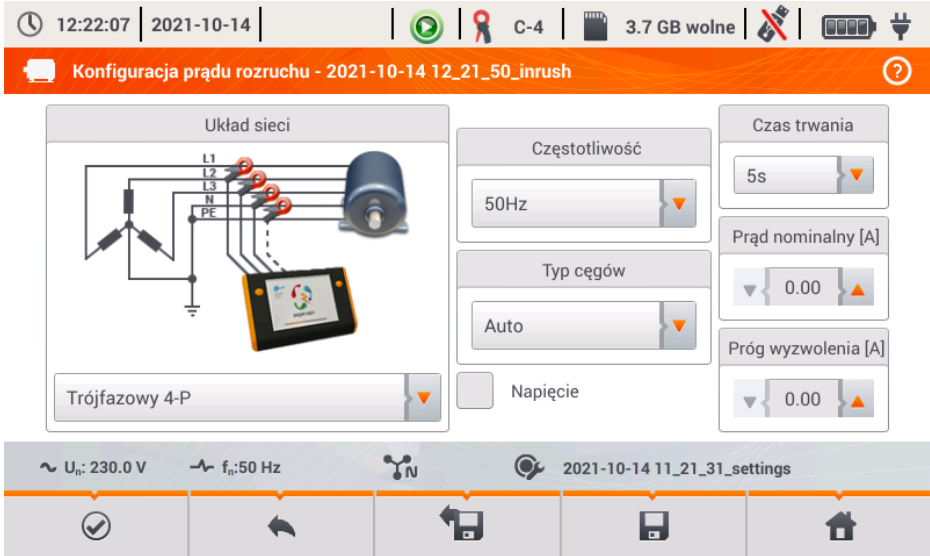 12:22:07 2021-10-14 C-4 3.7 GB wolne
Konfiguracja prądu rozruchu - 2021-10-14 12_21_50_inrush ?
Układ sieci
L1
L2
L3
N
PE
Trójfazowy 4-P
Częstotliwość
50Hz
Typ cęgów
Auto
Napięcie
Czas trwania
5s
Prąd nominalny [A]
0.00
Próg wyzwolenia [A]
0.00
Un: 230.0 V fn:50 Hz N 2021-10-14 11_21_31_settings